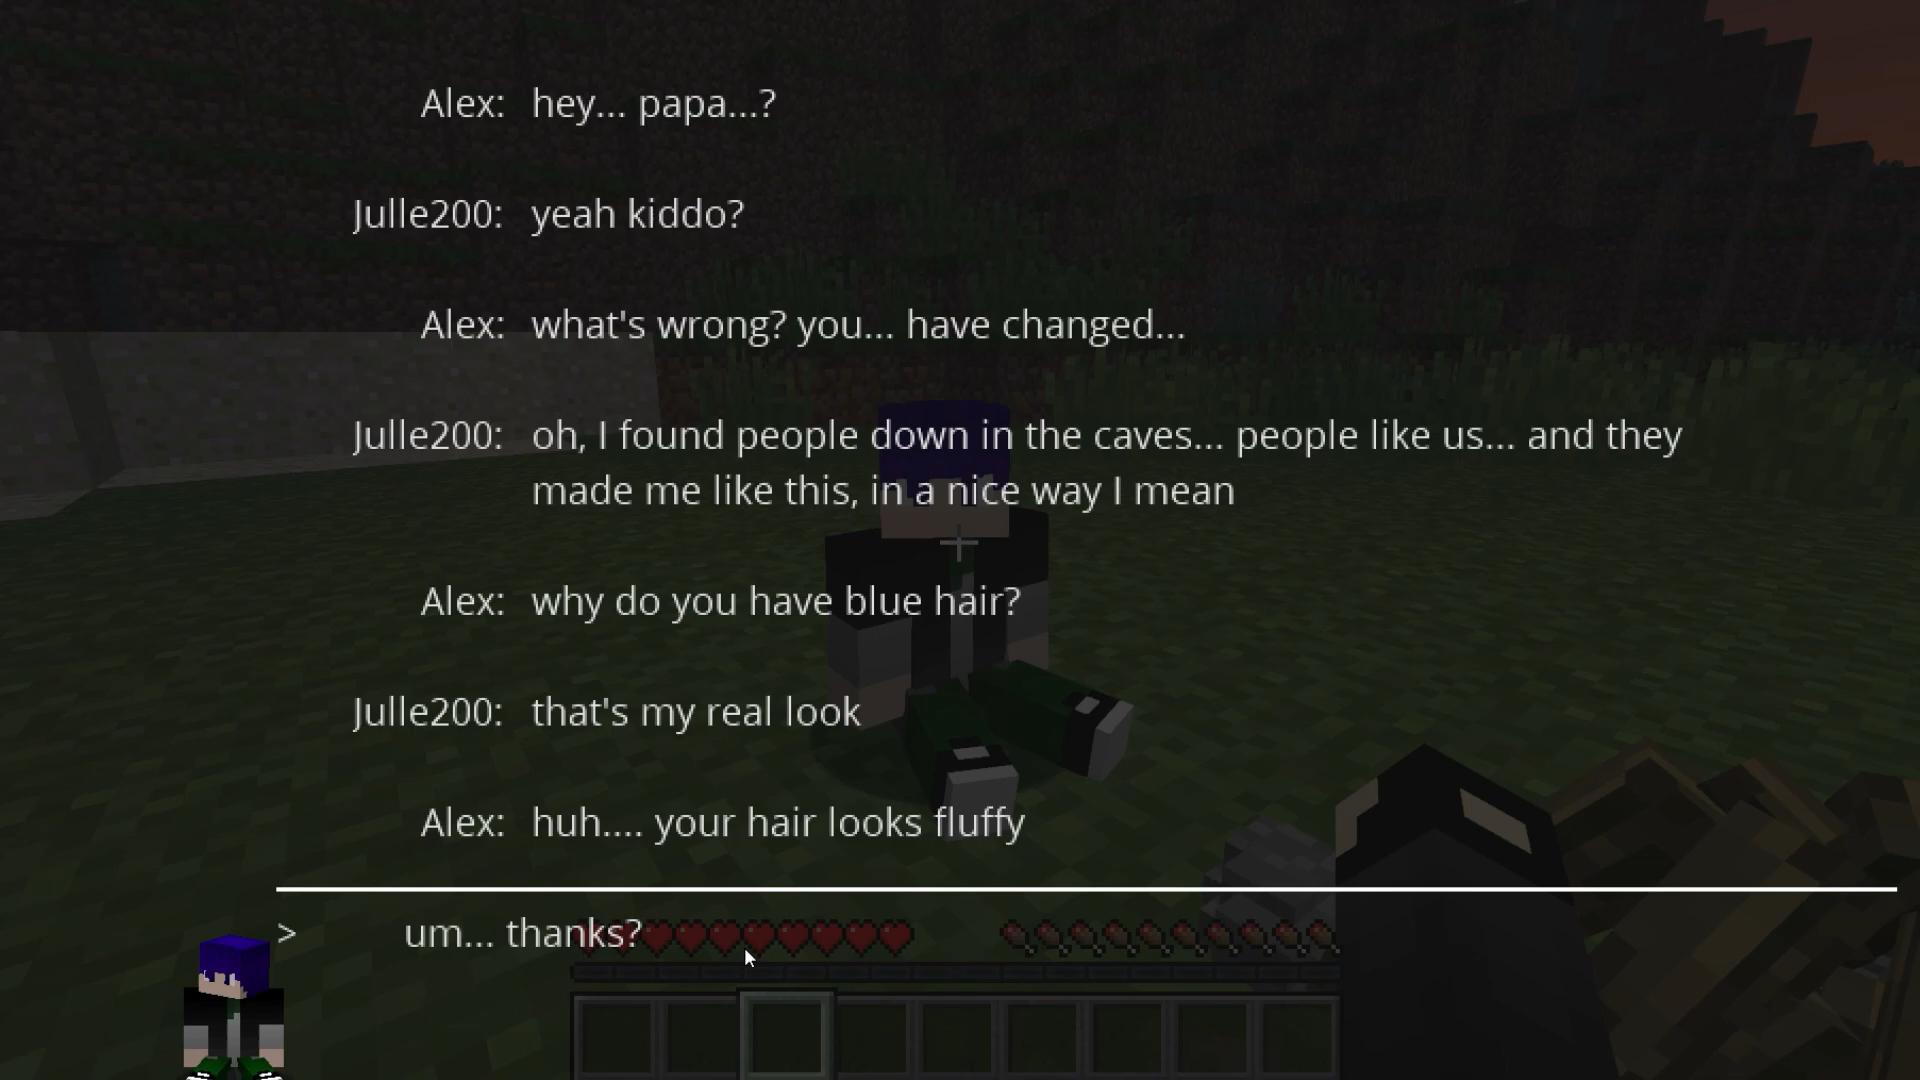 Alex: hey... papa...?
Julle200: yeah kiddo?
Alex: what's wrong? you... have changed...
Julle200: oh, I found people down in the caves... people like us... and they
made me like this, in a nice way I mean
Alex: why do you have blue hair?
Julle200: that's my real look
Alex: huh.... your hair looks fluffy
> um... thanks?